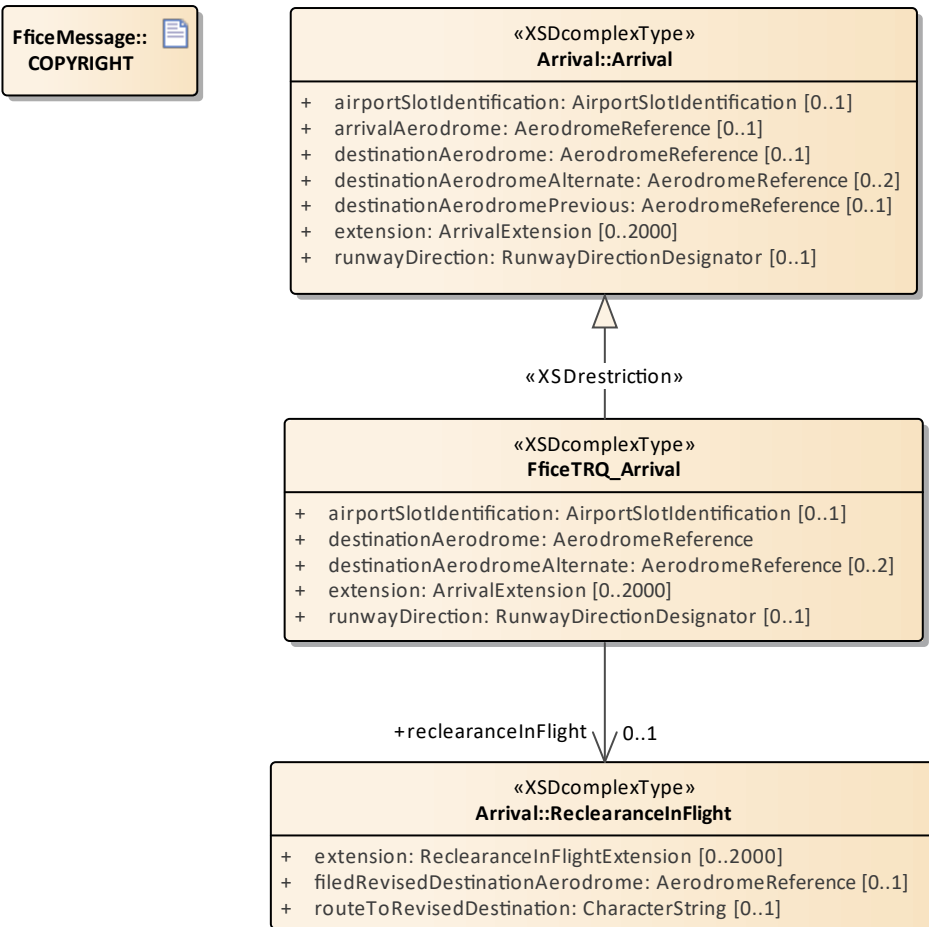 FficeMessage::
COPYRIGHT
«XSDcomplexType»
Arrival::Arrival
+ airportSlotIdentification: AirportSlotIdentification [0..1]
+ arrivalAerodrome: AerodromeReference [0..1]
+ destinationAerodrome: AerodromeReference [0..1]
+ destinationAerodromeAlternate: AerodromeReference [0..2]
+ destinationAerodromePrevious: AerodromeReference [0..1]
+ extension: ArrivalExtension [0..2000]
+ runwayDirection: RunwayDirectionDesignator [0..1]
«XSDrestriction»
«XSDcomplexType»
FficeTRQ_Arrival
+ airportSlotIdentification: AirportSlotIdentification [0..1]
+ destinationAerodrome: AerodromeReference
+ destinationAerodromeAlternate: AerodromeReference [0..2]
+ extension: ArrivalExtension [0..2000]
+ runwayDirection: RunwayDirectionDesignator [0..1]
+reclearanceInFlight 0..1
«XSDcomplexType»
Arrival::ReclearanceInFlight
+ extension: ReclearanceInFlightExtension [0..2000]
+ filedRevisedDestinationAerodrome: AerodromeReference [0..1]
+ routeToRevisedDestination: CharacterString [0..1]